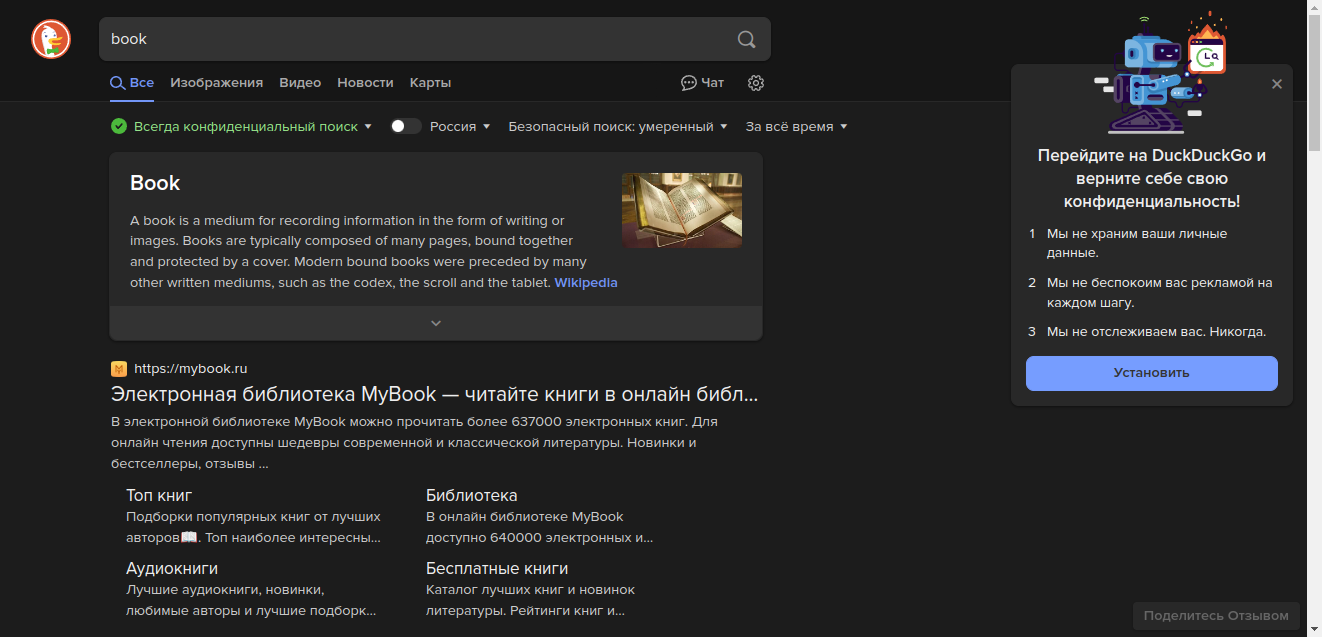 book
Все Изображения Видео Новости Карты Чат
Всегда конфиденциальный поиск Россия Безопасный поиск: умеренный За всё время
Book
A book is a medium for recording information in the form of writing or
images. Books are typically composed of many pages, bound together
and protected by a cover. Modern bound books were preceded by many
other written mediums, such as the codex, the scroll and the tablet. Wikipedia
https://mybook.ru
Электронная библиотека MyBook — читайте книги в онлайн библ...
В электронной библиотеке MyBook можно прочитать более 637000 электронных книг. Для
онлайн чтения доступны шедевры современной и классической литературы. Новинки и
бестселлеры, отзывы ...
Топ книг
Подборки популярных книг от лучших
авторов📖. Топ наиболее интересны...
Библиотека
В онлайн библиотеке MyBook
доступно 640000 электронных и...
Аудиокниги
Лучшие аудиокниги, новинки,
любимые авторы и лучшие подборк...
Бесплатные книги
Каталог лучших книг и новинок
литературы. Рейтинги книг и...
Перейдите на DuckDuckGo и
верните себе свою
конфиденциальность!
1 Мы не храним ваши личные
данные.
2 Мы не беспокоим вас рекламой на
каждом шагу.
3 Мы не отслеживаем вас. Никогда.
Установить
Поделитесь Отзывом